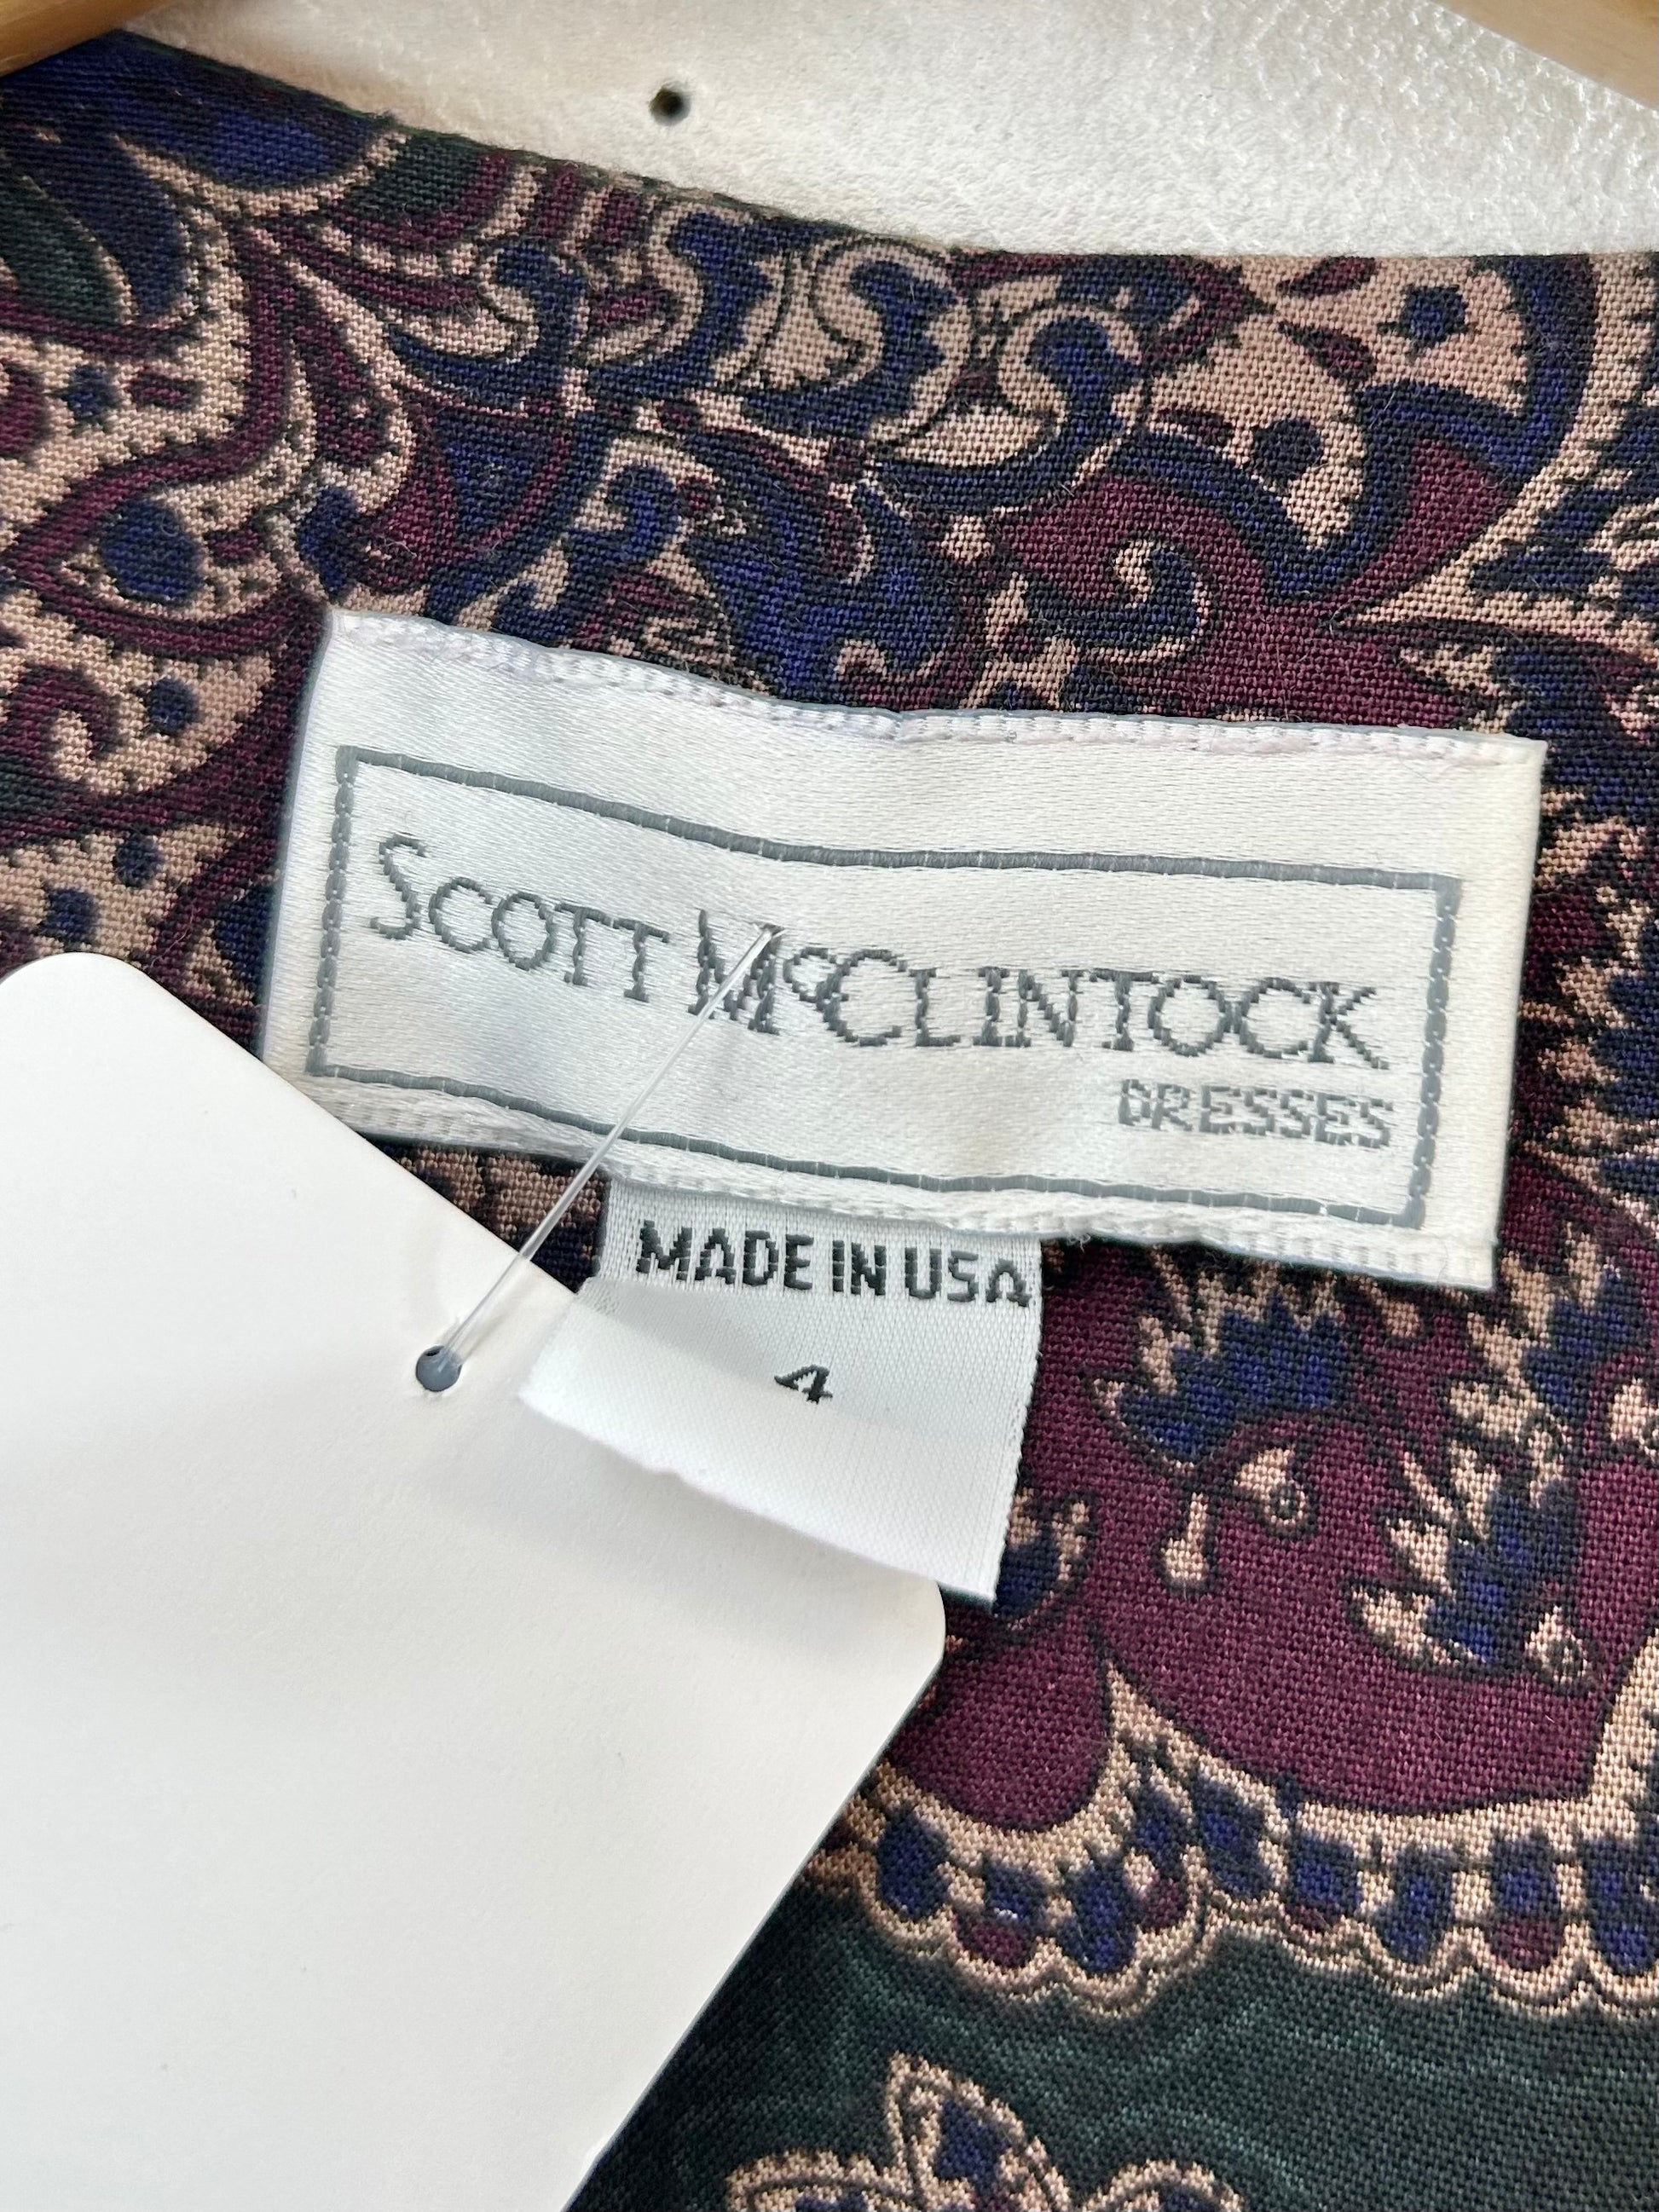 SCOTT McCLINTOCK
DRESSES
MADE IN USA
4